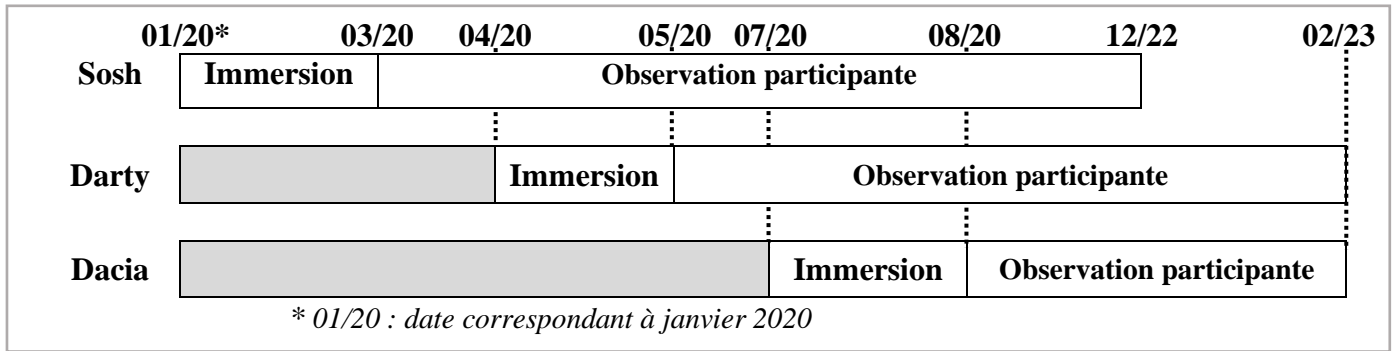 01/20* 03/20 04/20 05/20 07/20 08/20 12/22 02/23
Sosh Immersion Observation participante
Darty Immersion Observation participante
Dacia Immersion Observation participante
* 01/20 : date correspondant à janvier 2020